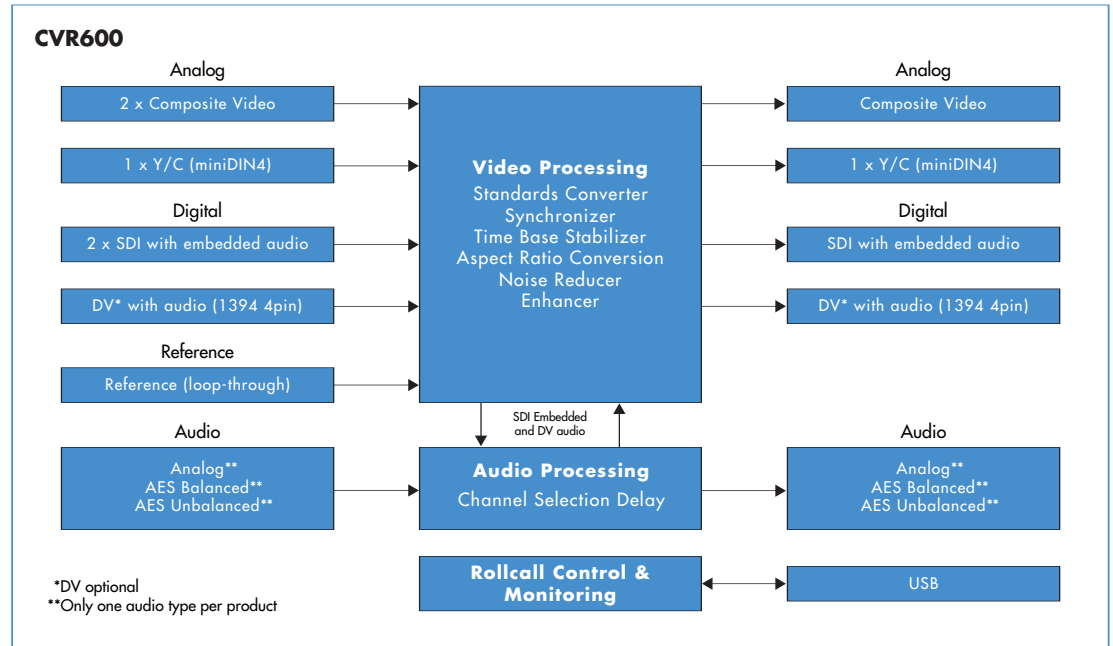 CVR600
Analog
2 x Composite Video
1 x Y/C (miniDIN4)
Digital
2 x SDI with embedded audio
DV* with audio (1394 4pin)
Reference
Reference (loop-through)
Audio
Analog**
AES Balanced**
AES Unbalanced**
*DV optional
**Only one audio type per product
Video Processing
Standards Converter
Synchronizer
Time Base Stabilizer
Aspect Ratio Conversion
Noise Reducer
Enhancer
SDI Embedded
and DV audio
Audio Processing
Channel Selection Delay
Rollcall Control &
Monitoring
Analog
Composite Video
1 x Y/C (miniDIN4)
Digital
SDI with embedded audio
DV* with audio (1394 4pin)
Audio
Analog**
AES Balanced**
AES Unbalanced**
USB